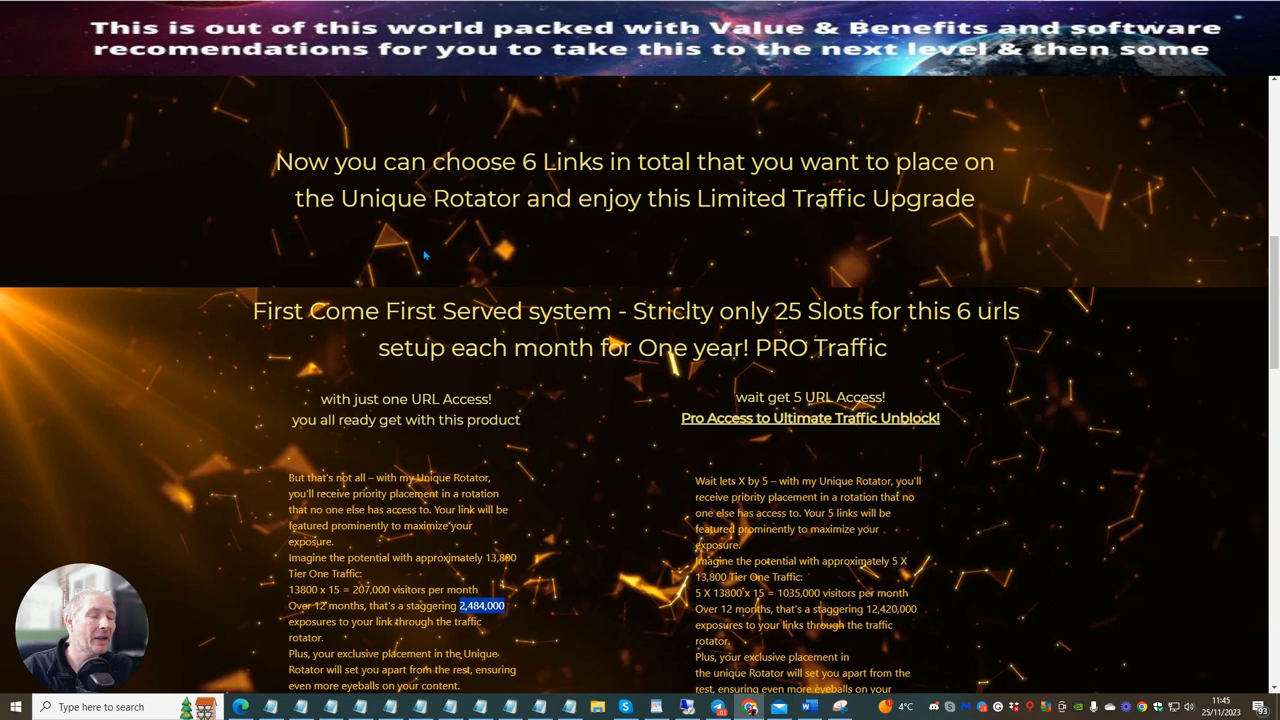 This is out of this world packed with Value & Benefits and software
recomendations for you to take this to the next level & then some
Now you can choose 6 Links in total that you want to place on
the Unique Rotator and enjoy this Limited Traffic Upgrade
First Come First Served system - Striclty only 25 Slots for this 6 urls
setup each month for One year! PRO Traffic
with just one URL Access!
you all ready get with this product
But that's not all – with my Unique Rotator,
you'll receive priority placement in a rotation
that no one else has access to. Your link will be
featured prominently to maximize your
exposure.
Imagine the potential with approximately 13,800
Tier One Traffic:
13800 x 15 = 207,000 visitors per month
Over 12 months, that's a staggering 2,484,000
exposures to your link through the traffic
rotator.
Plus, your exclusive placement in the Unique
Rotator will set you apart from the rest, ensuring
even more eyeballs on your content.
wait get 5 URL Access!
Pro Access to Ultimate Traffic Unblock!
Wait lets X by 5 – with my Unique Rotator, you'll
receive priority placement in a rotation that no
one else has access to. Your 5 links will be
featured prominently to maximize your
exposure.
Imagine the potential with approximately 5 X
13,800 Tier One Traffic:
5 X 13800 x 15 = 1035,000 visitors per month
Over 12 months, that's a staggering 12,420,000
exposures to your links through the traffic
rotator.
Plus, your exclusive placement in
the unique Rotator will set you apart from the
rest, ensuring even more eyeballs on your
Type here to search
4°C
11:45
25/11/2023